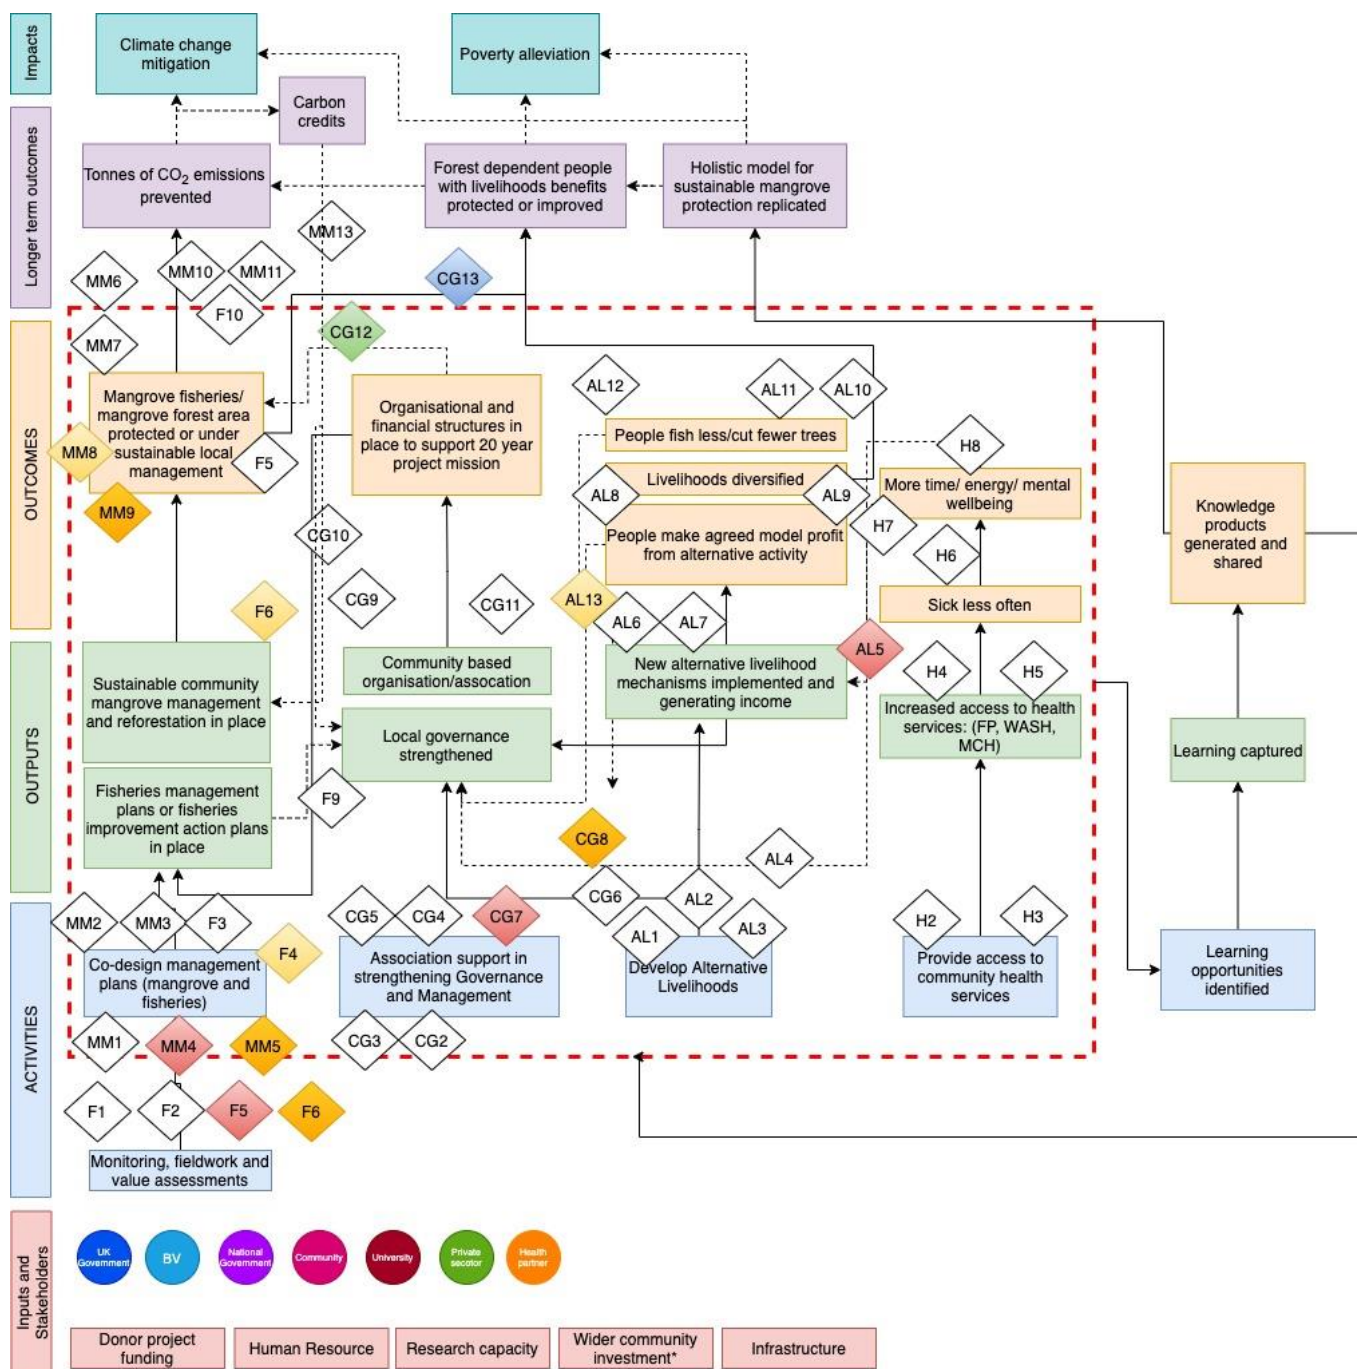 Impacts
Climate change
mitigation
Poverty alleviation
Longer term outcomes
Carbon
credits
Tonnes of CO2 emissions
prevented
Forest dependent people
with livelihoods benefits
protected or improved
Holistic model for
sustainable mangrove
protection replicated
MM13
MM6
MM10
MM11
CG13
F10
OUTCOMES
MM7
CG12
AL12
AL11
AL10
Mangrove fisheries/
mangrove forest area
protected or under
sustainable local
management
MM8
F5
MM9
Organisational and
financial structures in
place to support 20 year
project mission
People fish less/cut fewer trees
Livelihoods diversified
AL8
AL9
People make agreed model profit
from alternative activity
H8
More time/ energy/ mental
wellbeing
H7
H6
Sick less often
Knowledge
products
generated and
shared
CG10
CG9
CG11
F6
AL13
AL6
AL7
OUTPUTS
Sustainable community
mangrove management
and reforestation in place
Community based
organisation/assocation
New alternative livelihood
mechanisms implemented and
generating income
AL5
H4
H5
Increased access to health
services: (FP, WASH,
MCH)
Local governance
strengthened
Learning captured
Fisheries management
plans or fisheries
improvement action plans
in place
F9
CG8
AL4
ACTIVITIES
MM2
MM3
F3
F4
CG5
CG4
CG7
CG6
AL2
AL1
AL3
H2
H3
Co-design management
plans (mangrove and
fisheries)
Association support in
strengthening Governance
and Management
Develop Alternative
Livelihoods
Provide access to
community health
services
Learning
opportunities
identified
MM1
MM4
MM5
CG3
CG2
F1
F2
F5
F6
Monitoring, fieldwork and
value assessments
Inputs and
Stakeholders
UK
Government
BV
National
Government
Community
University
Private
secotor
Health
partner
Donor project
funding
Human Resource
Research capacity
Wider community
investment*
Infrastructure